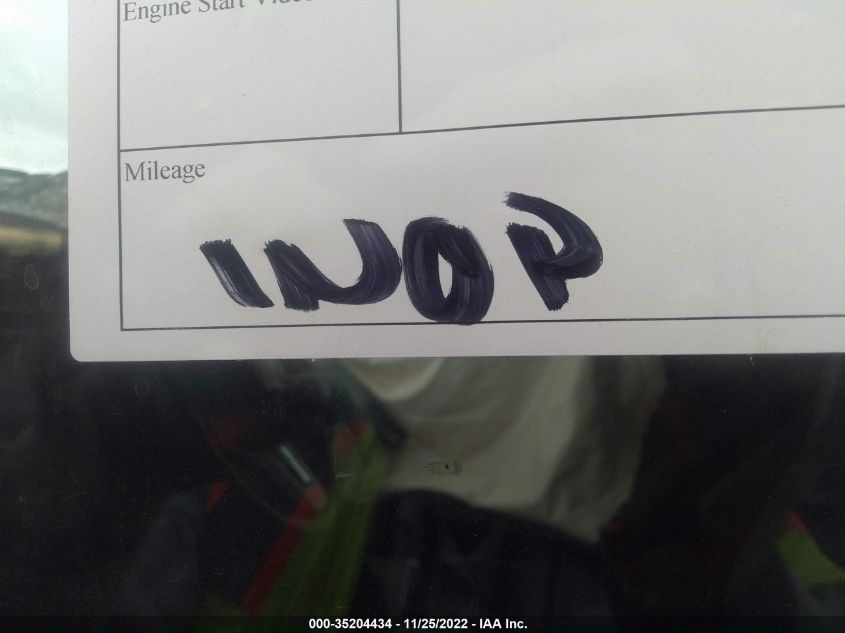 Engine Start Video
Mileage
INOP
000-35204434 - 11/25/2022 - IAA Inc.